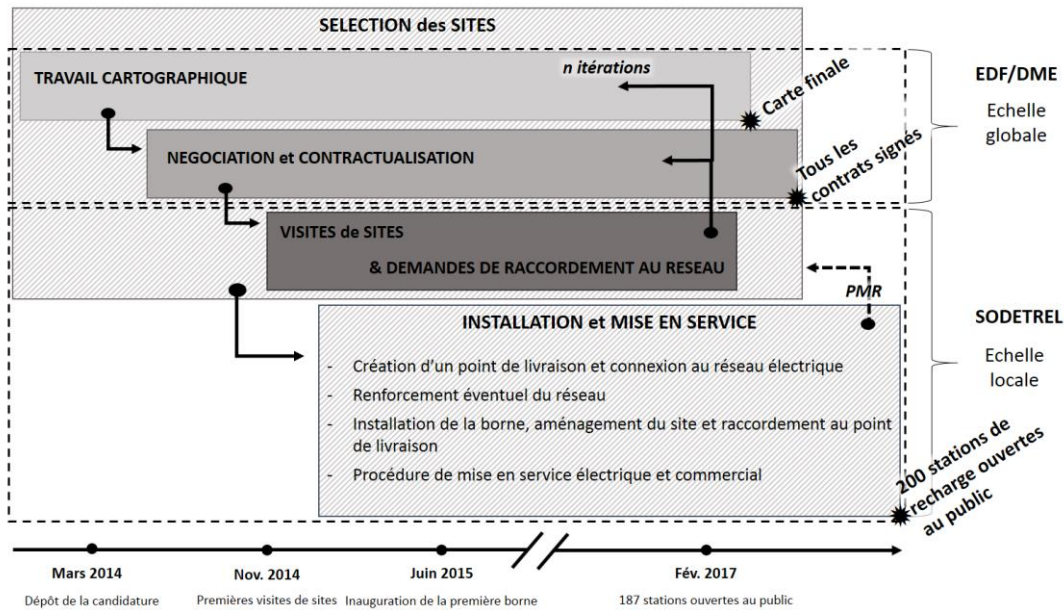 SELECTION des SITES
TRAVAIL CARTOGRAPHIQUE
n itérations
Carte finale
EDF/DME
Echelle
globale
NEGOCIATION et CONTRACTUALISATION
Tous les
contrats signés
VISITES de SITES
& DEMANDES DE RACCORDEMENT AU RESEAU
PMR
SODETREL
Echelle
locale
INSTALLATION et MISE EN SERVICE
- Création d’un point de livraison et connexion au réseau électrique
- Renforcement éventuel du réseau
- Installation de la borne, aménagement du site et raccordement au point
de livraison
- Procédure de mise en service électrique et commercial
200 stations de
recharge ouvertes
au public
Mars 2014
Nov. 2014
Juin 2015
Fév. 2017
Dépôt de la candidature
Premières visites de sites
Inauguration de la première borne
187 stations ouvertes au public